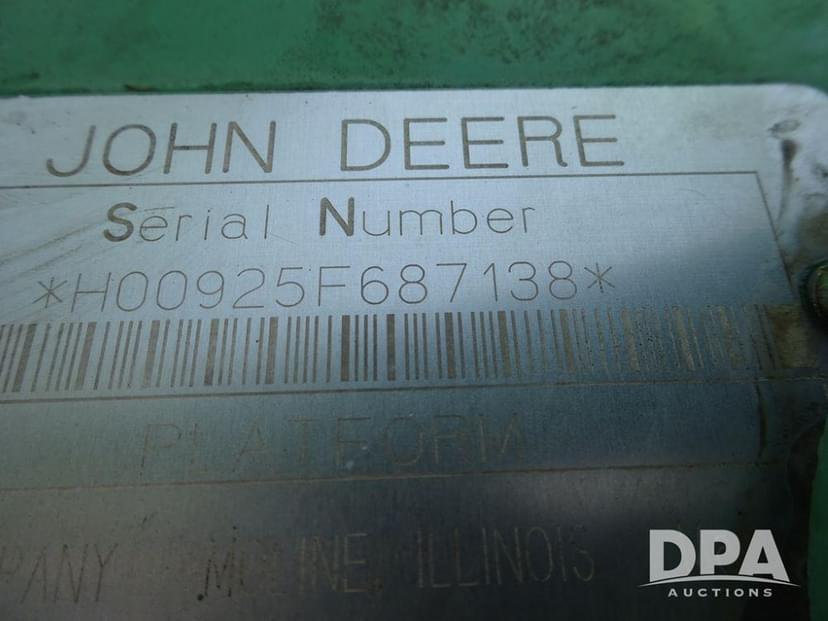 JOHN DEERE
Serial Number
*H00925F687138*
PLATFORM
MOLINE, ILLINOIS
DPA
AUCTIONS